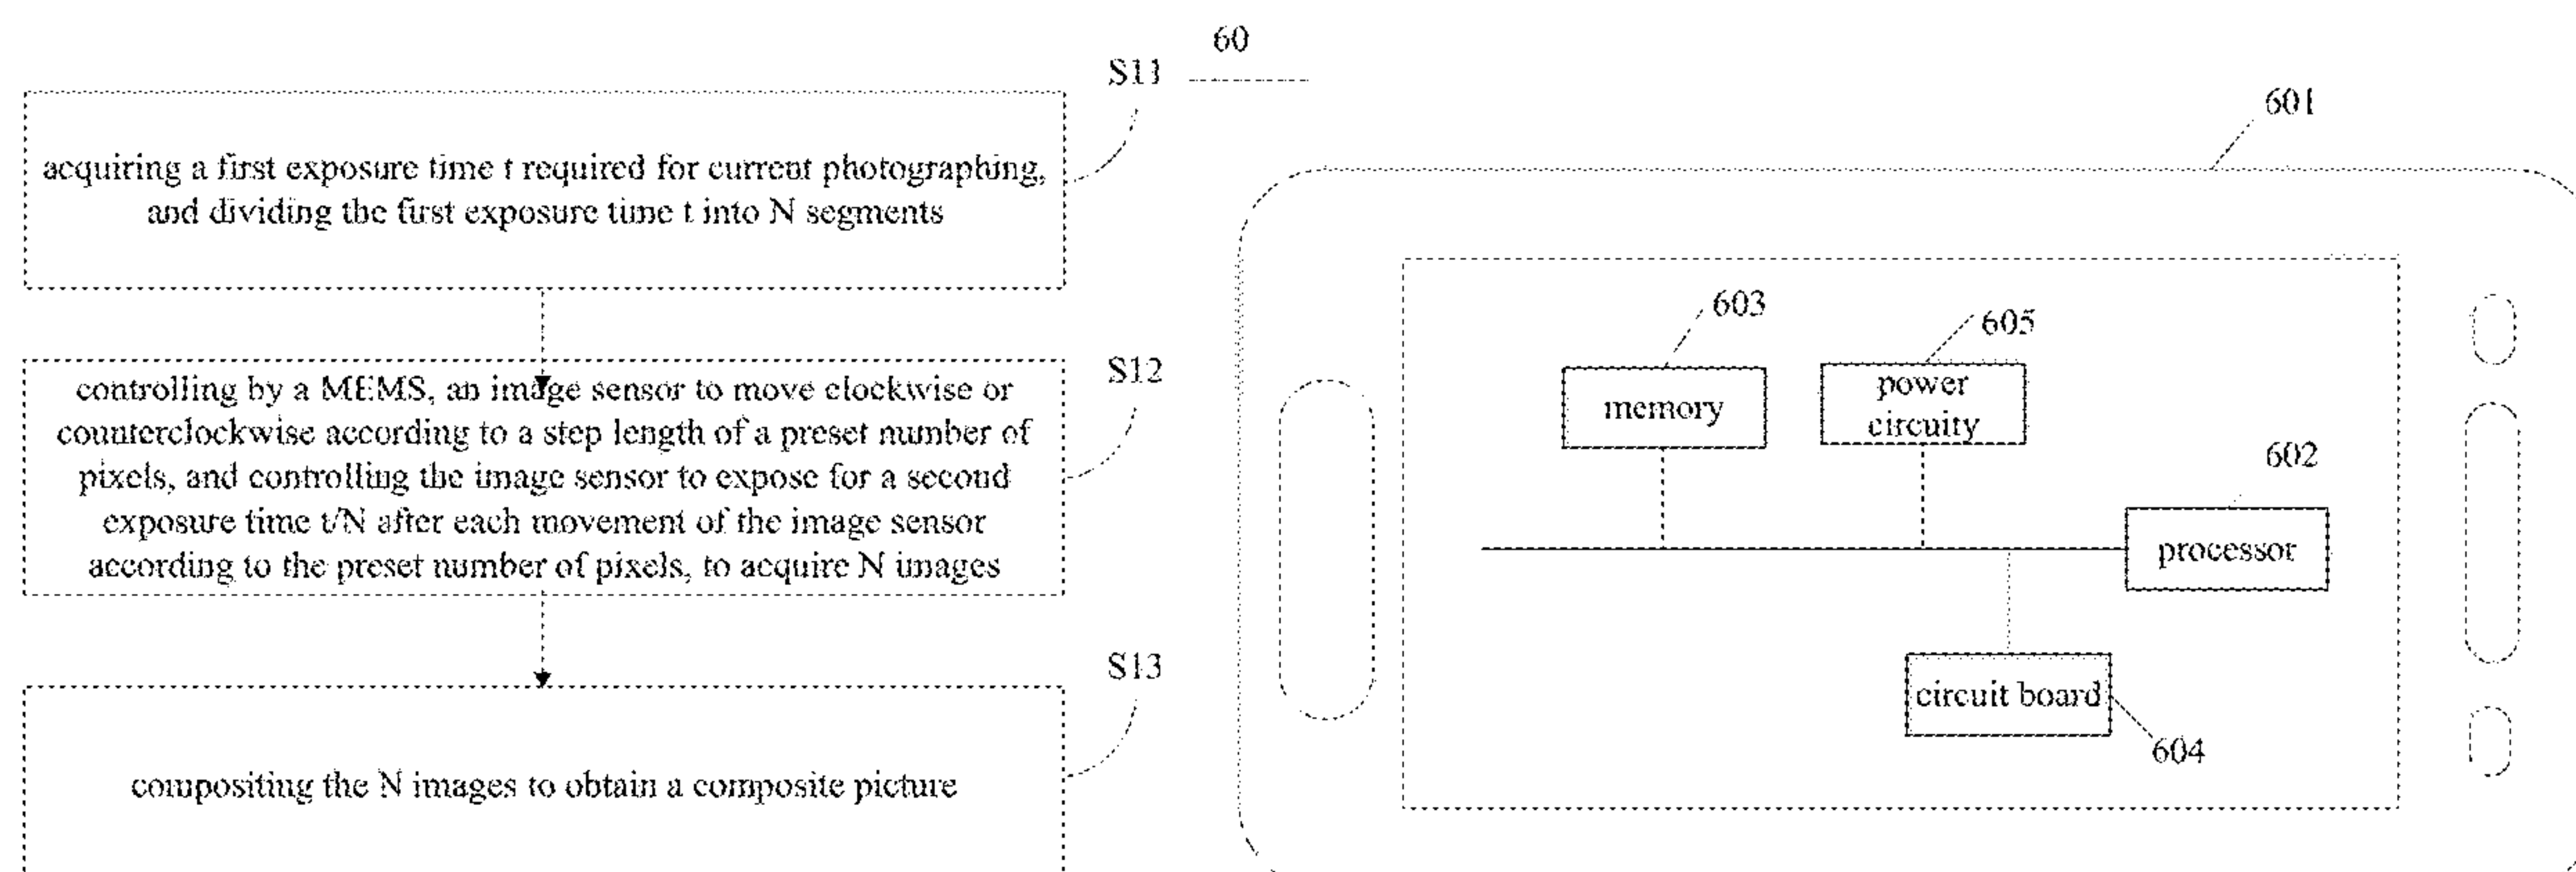 S11
acquiring a first exposure time t required for current photographing,
and dividing the first exposure time t into N segments
S12
controlling by a MEMS, an image sensor to move clockwise or
counterclockwise according to a step length of a preset number of
pixels, and controlling the image sensor to expose for a second
exposure time t/N after each movement of the image sensor
according to the preset number of pixels, to acquire N images
S13
compositing the N images to obtain a composite picture
60
601
603
memory
605
power
circuity
602
processor
circuit board
604